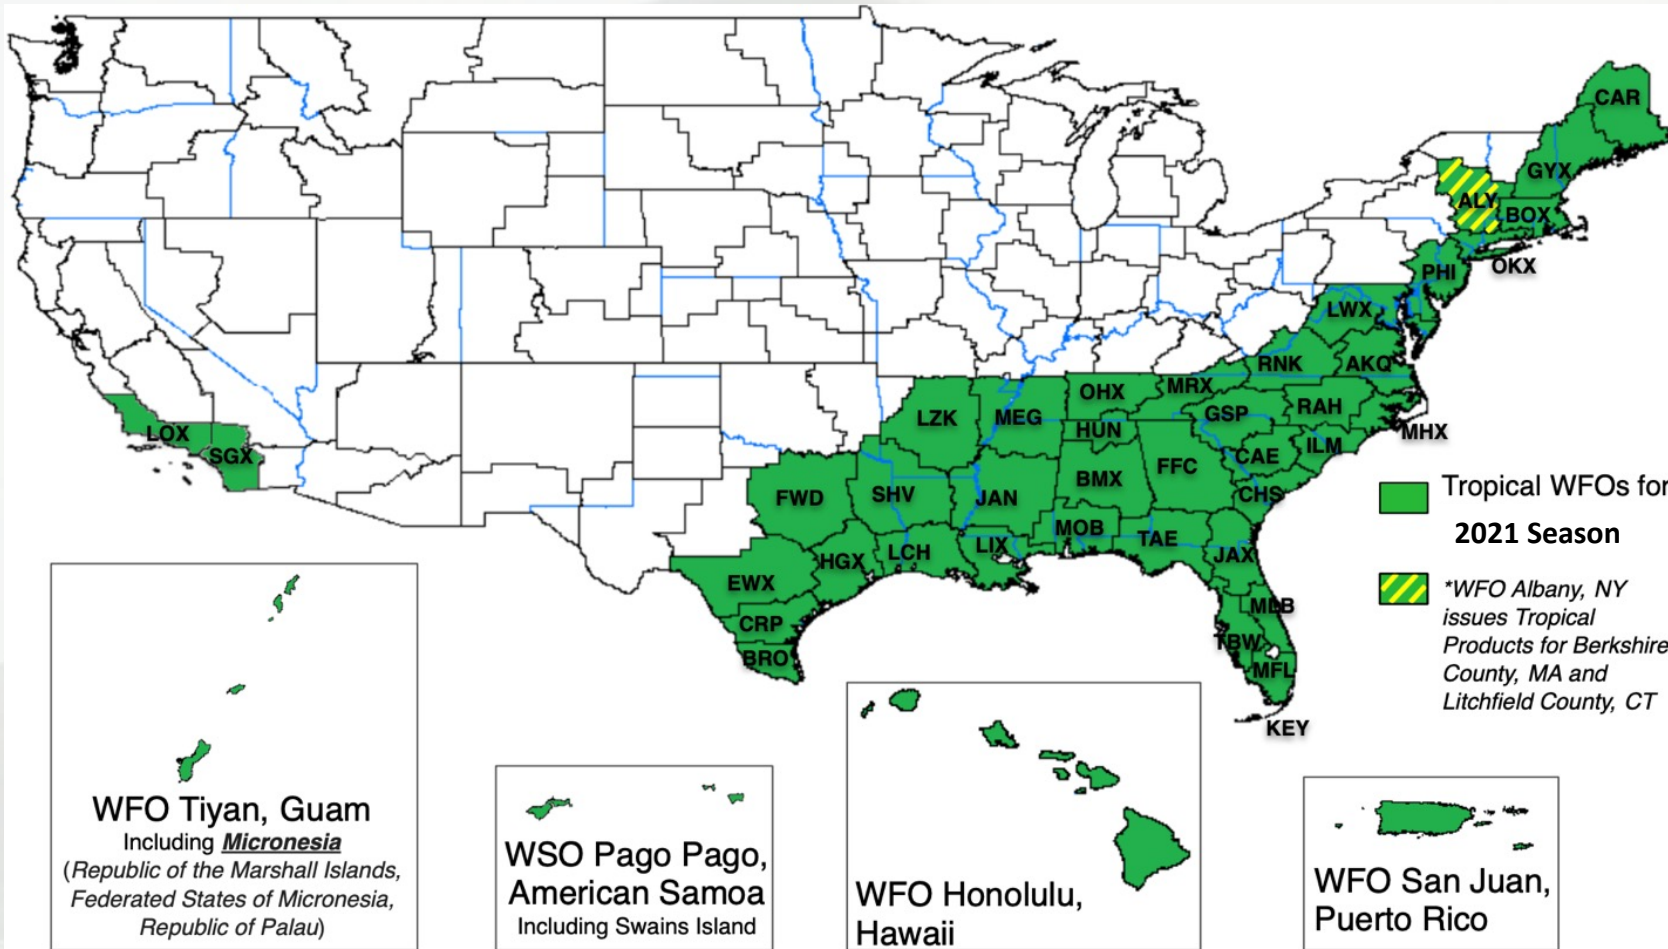 CAR
GYX
ALY
BOX
PHI
OKX
LWX
RNK
AKQ
OHX
MRX
LZK
MEG
GSP
RAH
HUN
MHX
LOX
ILM
SGX
CAE
FFC
BMX
FWD
SHV
JAN
CHS
MOB
TAE
LIX
LCH
JAX
HGX
EWX
MLB
CRP
TBW
BRO
MFL
KEY
Tropical WFOs for
2021 Season
*WFO Albany, NY
issues Tropical
Products for Berkshire
County, MA and
Litchfield County, CT
WFO Tiyan, Guam
Including Micronesia
(Republic of the Marshall Islands,
Federated States of Micronesia,
Republic of Palau)
WSO Pago Pago,
American Samoa
Including Swains Island
WFO Honolulu,
Hawaii
WFO San Juan,
Puerto Rico